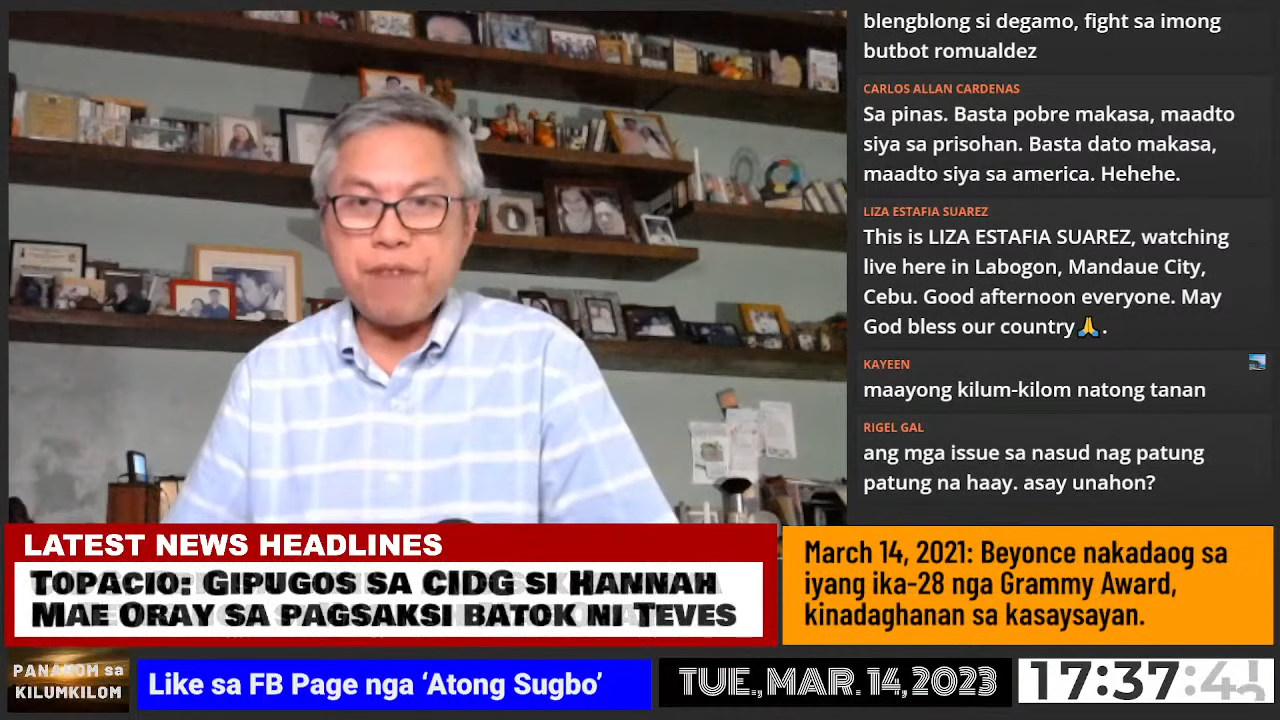 blengblong si degamo, fight sa imong
butbot romualdez
CARLOS ALLAN CARDENAS
Sa pinas. Basta pobre makasa, maadto
siya sa prisohan. Basta dato makasa,
maadto siya sa america. Hehehe.
LIZA ESTAFIA SUAREZ
This is LIZA ESTAFIA SUAREZ, watching
live here in Labogon, Mandaue City,
Cebu. Good afternoon everyone. May
God bless our country🙏.
KAYEEN
maayong kilum-kilom natong tanan
RIGEL GAL
ang mga issue sa nasud nag patung
patung na haay. asay unahon?
LATEST NEWS HEADLINES
TOPACIO: GIPUGOS SA CIDG SI HANNAH
MAE ORAY SA PAGSAKSI BATOK NI TEVES
March 14, 2021: Beyonce nakadaog sa
iyang ika-28 nga Grammy Award,
kinadaghanan sa kasaysayan.
PANAHOM sa
KILUMKILOM
Like sa FB Page nga ‘Atong Sugbo’
TUE., MAR. 14, 2023
17:37